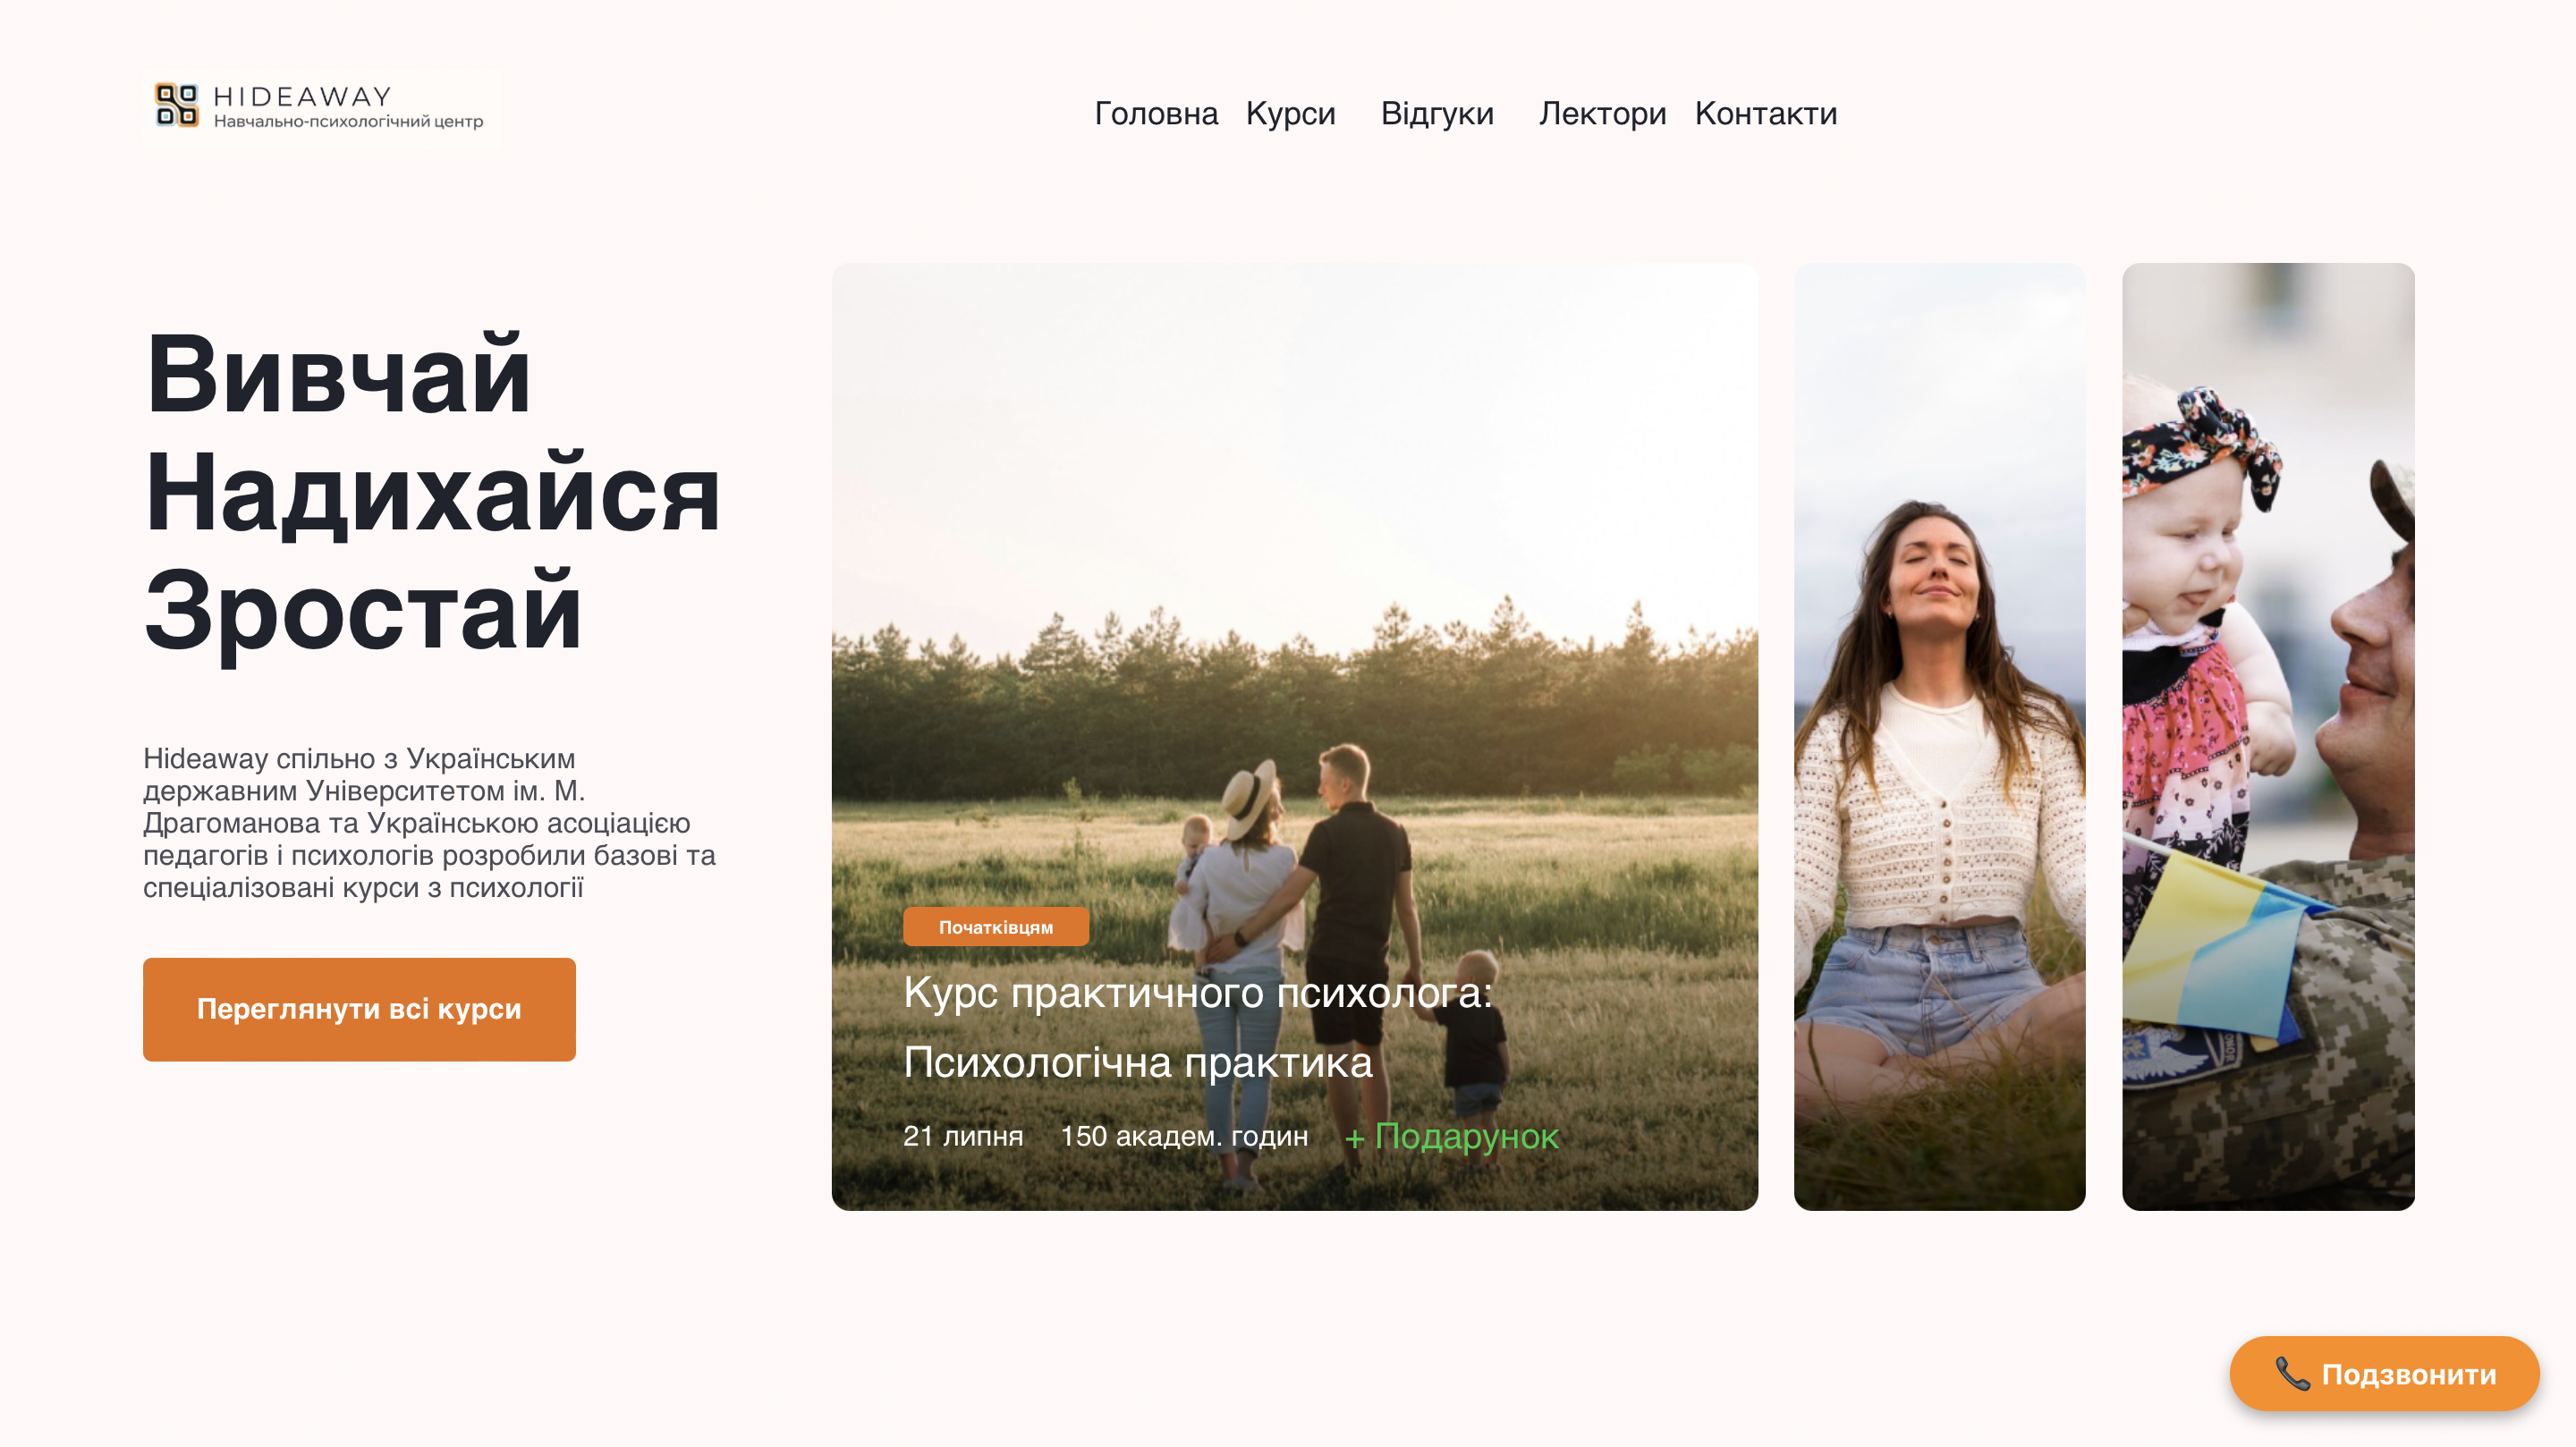 HIDEAWAY
Навчально-психологічний центр
Головна Курси Відгуки Лектори Контакти
Вивчай
Надихайся
Зростай
Hideaway спільно з Українським
державним Університетом ім. М.
Драгоманова та Українською асоціацією
педагогів і психологів розробили базові та
спеціалізовані курси з психології
Переглянути всі курси
Початківцям
Курс практичного психолога:
Психологічна практика
21 липня 150 академ. годин + Подарунок
Подзвонити